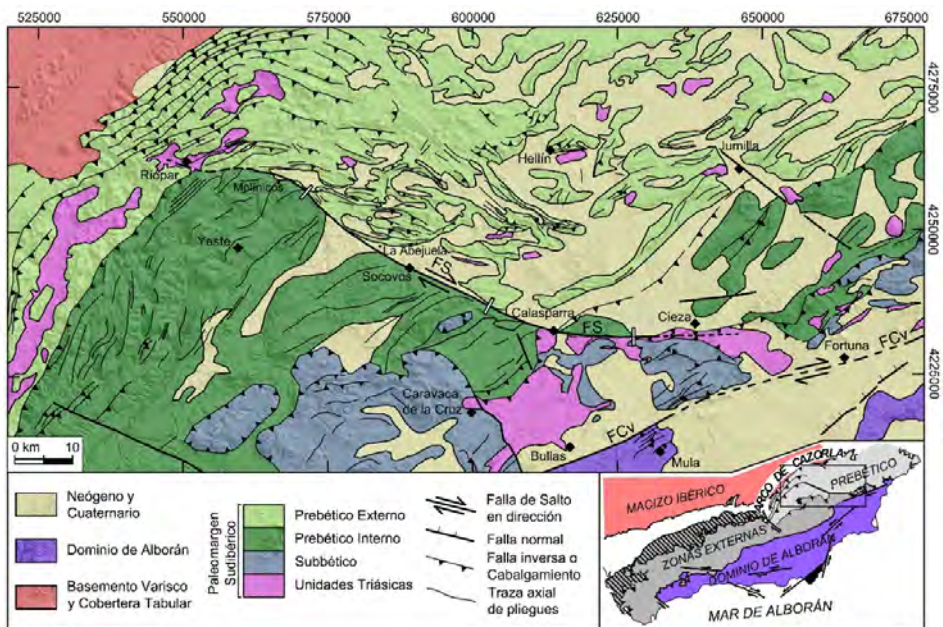 525000 550000 575000 600000 625000 650000 675000
4275000
4250000
4225000
Hellín
Jumilla
Riópar
Molinicos
Yeste
La Abejuela
FS
Socovos
Calasparra
FS
Cieza
Fortuna
FCv
Caravaca
de la Cruz
FCv
Bullas
Mula
0 km 10
Neógeno y
Cuaternario
Dominio de Alborán
Basamento Varisco
y Cobertera Tabular
Paleomargen
Sudibérico
Prebético Externo
Prebético Interno
Subbético
Unidades Triásicas
Falla de Salto
en dirección
Falla normal
Falla inversa o
Cabalgamiento
Traza axial
de pliegues
MACIZO IBÉRICO
ARCO DE CAZORLA
PREBÉTICO
ZONAS EXTERNAS
DOMINIO DE ALBORÁN
MAR DE ALBORÁN